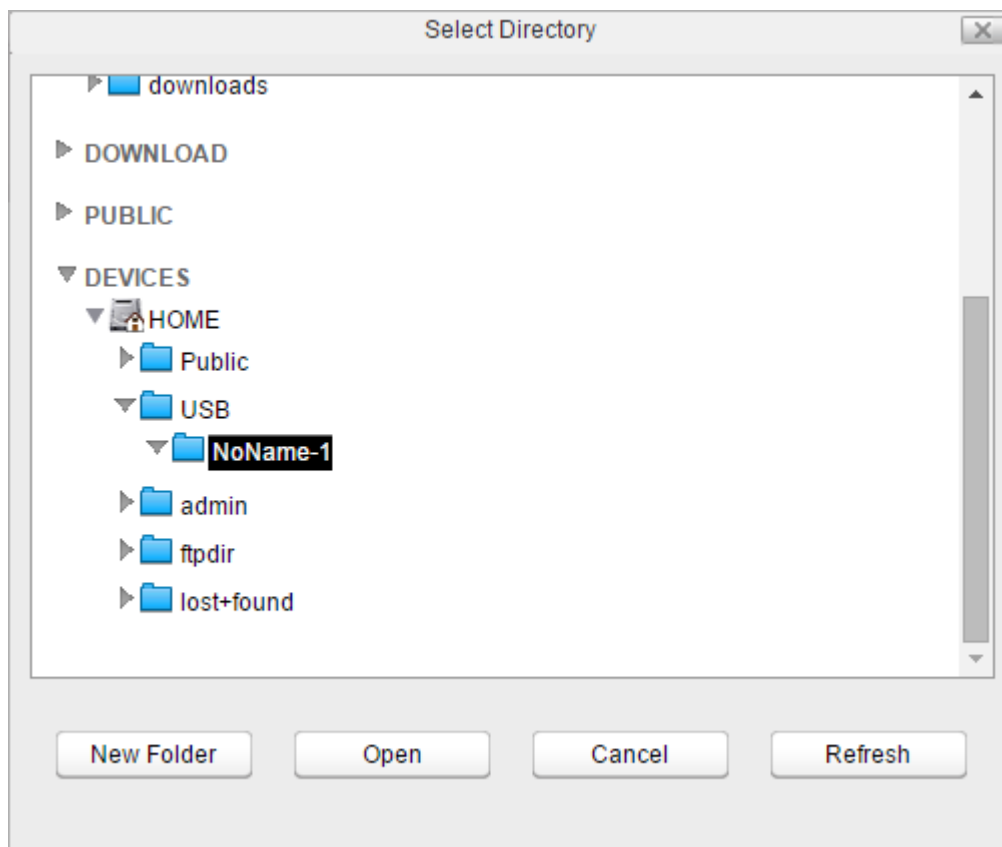 Select Directory
downloads
DOWNLOAD
PUBLIC
DEVICES
HOME
Public
USB
NoName-1
admin
ftpdir
lost+found
New Folder Open Cancel Refresh